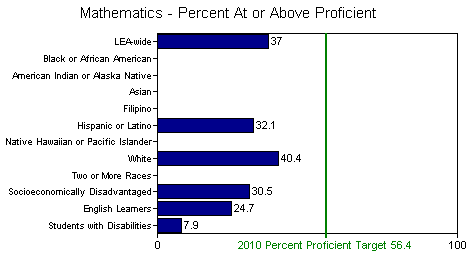 Mathematics - Percent At or Above Proficient
LEA-wide 37
Black or African American
American Indian or Alaska Native
Asian
Filipino
Hispanic or Latino 32.1
Native Hawaiian or Pacific Islander
White 40.4
Two or More Races
Socioeconomically Disadvantaged 30.5
English Learners 24.7
Students with Disabilities 7.9
0 2010 Percent Proficient Target 56.4 100